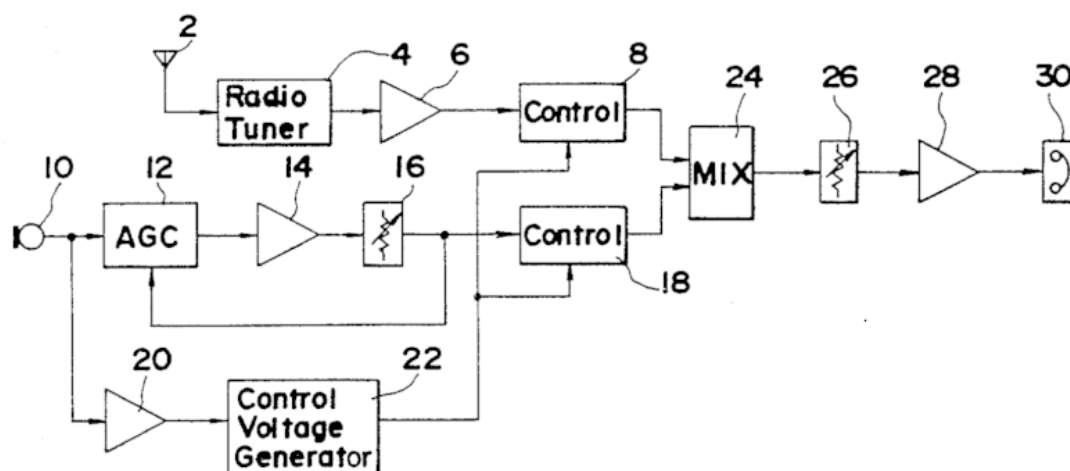 2
4
6
8
24
26
28
30
Radio
Tuner
Control
MIX
10
12
14
16
AGC
Control
18
20
22
Control
Voltage
Generator